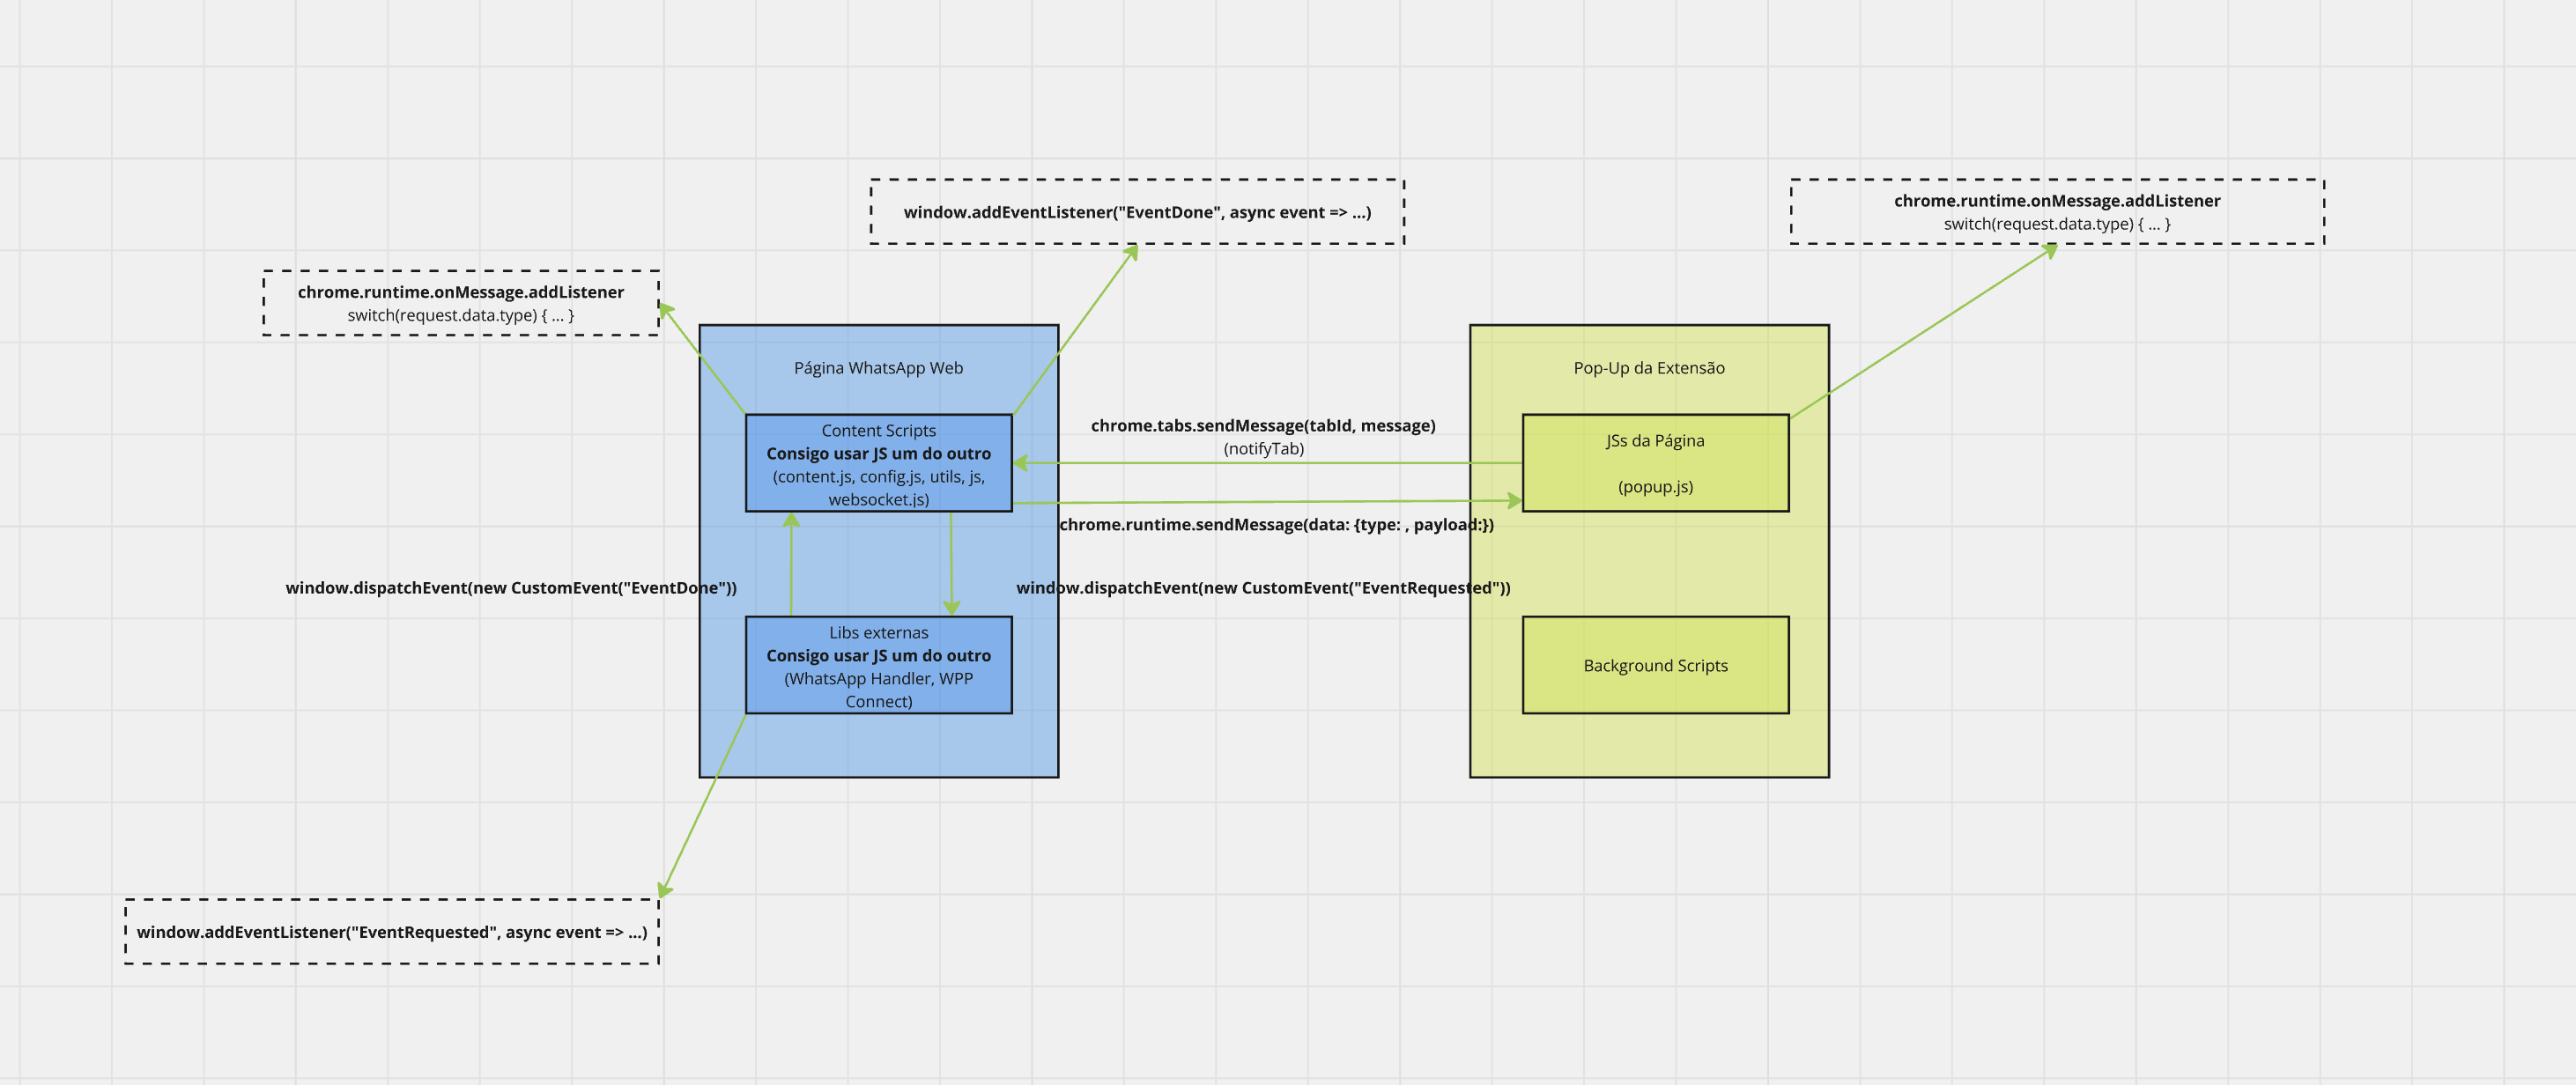 window.addEventListener("EventDone", async event => ...)
chrome.runtime.onMessage.addListener
switch(request.data.type) { ... }
chrome.runtime.onMessage.addListener
switch(request.data.type) { ... }
Página WhatsApp Web
Pop-Up da Extensão
Content Scripts
Consigo usar JS um do outro
(content.js, config.js, utils, js,
websocket.js)
chrome.tabs.sendMessage(tabId, message)
(notifyTab)
JSs da Página
(popup.js)
chrome.runtime.sendMessage(data: {type: , payload:})
window.dispatchEvent(new CustomEvent("EventDone"))
window.dispatchEvent(new CustomEvent("EventRequested"))
Libs externas
Consigo usar JS um do outro
(WhatsApp Handler, WPP
Connect)
Background Scripts
window.addEventListener("EventRequested", async event => ...)